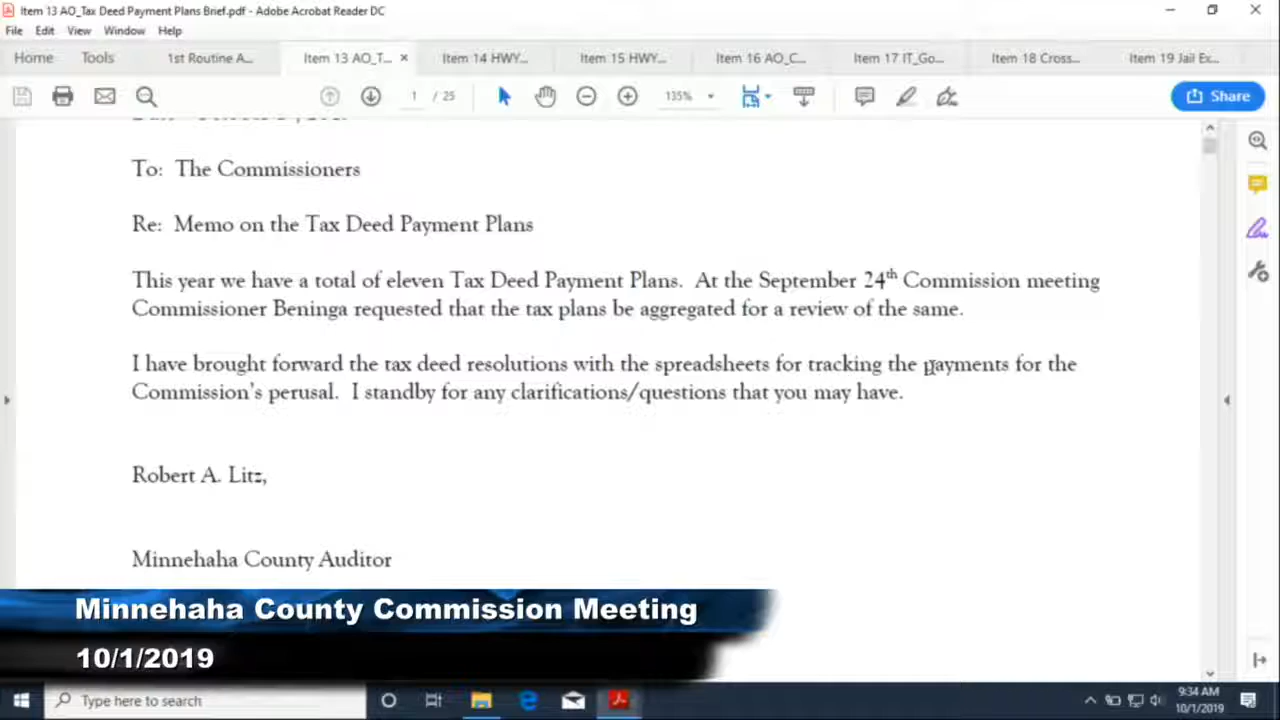 Item 13 AO_Tax Deed Payment Plans Brief.pdf - Adobe Acrobat Reader DC
File Edit View Window Help
Home Tools 1st Routine A... Item 13 AO_T... × Item 14 HWY... Item 15 HWY... Item 16 AO_C... Item 17 IT_Go... Item 18 Cross... Item 19 Jail Ex...
1 / 25 135% Share
To: The Commissioners
Re: Memo on the Tax Deed Payment Plans
This year we have a total of eleven Tax Deed Payment Plans. At the September 24th Commission meeting
Commissioner Beninga requested that the tax plans be aggregated for a review of the same.
I have brought forward the tax deed resolutions with the spreadsheets for tracking the payments for the
Commission's perusal. I standby for any clarifications/questions that you may have.
Robert A. Litz,
Minnehaha County Auditor
Minnehaha County Commission Meeting
10/1/2019
Type here to search
9:34 AM
10/1/2019